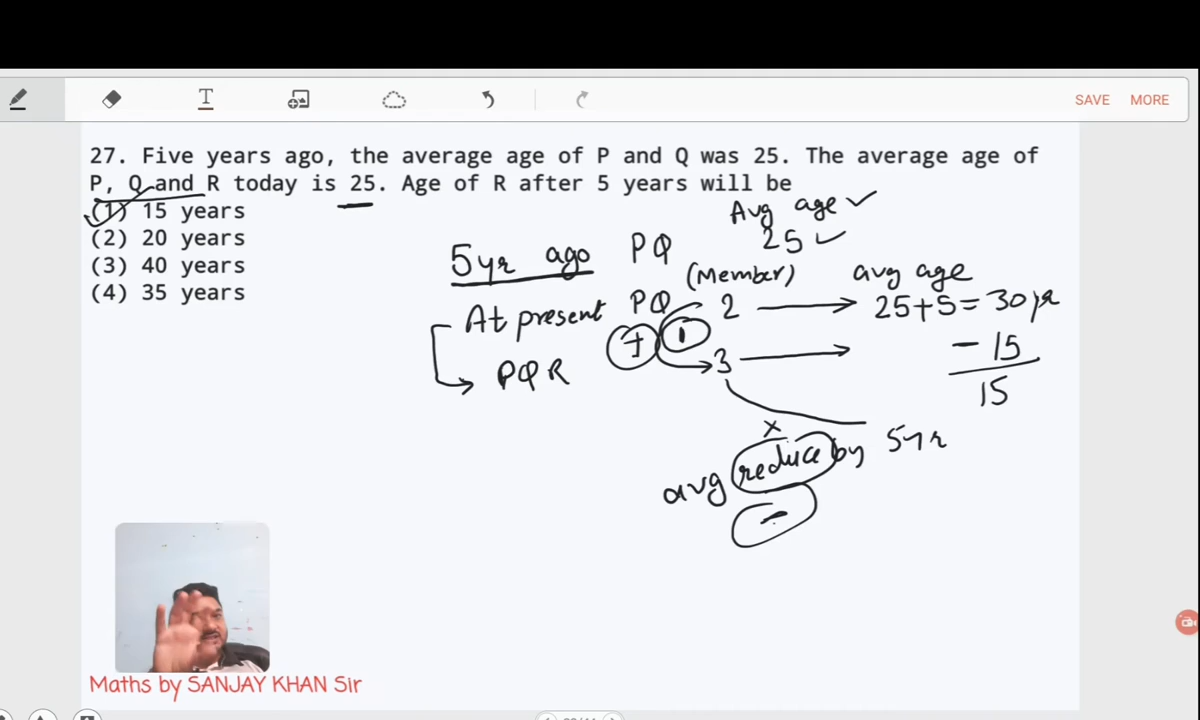 T
SAVE MORE
27. Five years ago, the average age of P and Q was 25. The average age of
P, Q and R today is 25. Age of R after 5 years will be
(1) 15 years
(2) 20 years
(3) 40 years
(4) 35 years
Avg age ✓
5yr ago PQ 25 ✓
(Member) avg age
At present PQ 2 → 25+5=30yr
+ 1
PQR 3 → - 15
15
x
avg reduce by 5yr
-
Maths by SANJAY KHAN Sir